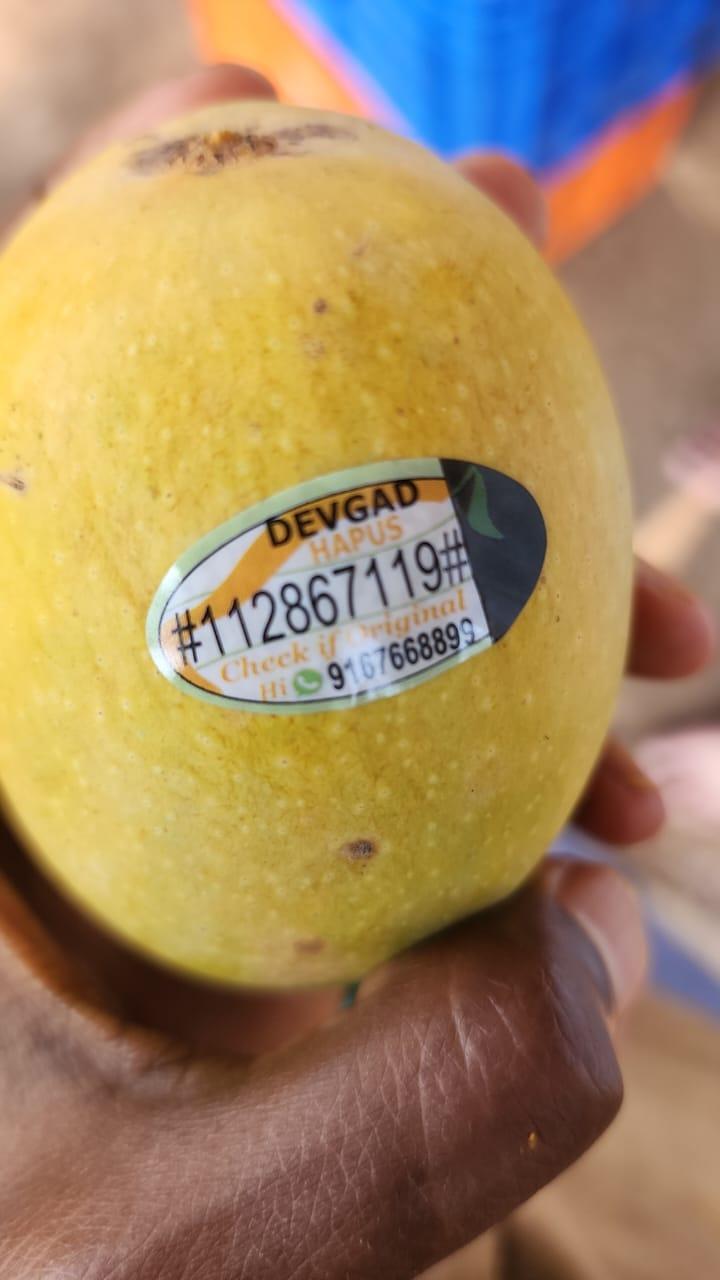 DEVGAD
HAPUS
#112867119#
Check if Original
Hi 9167668899